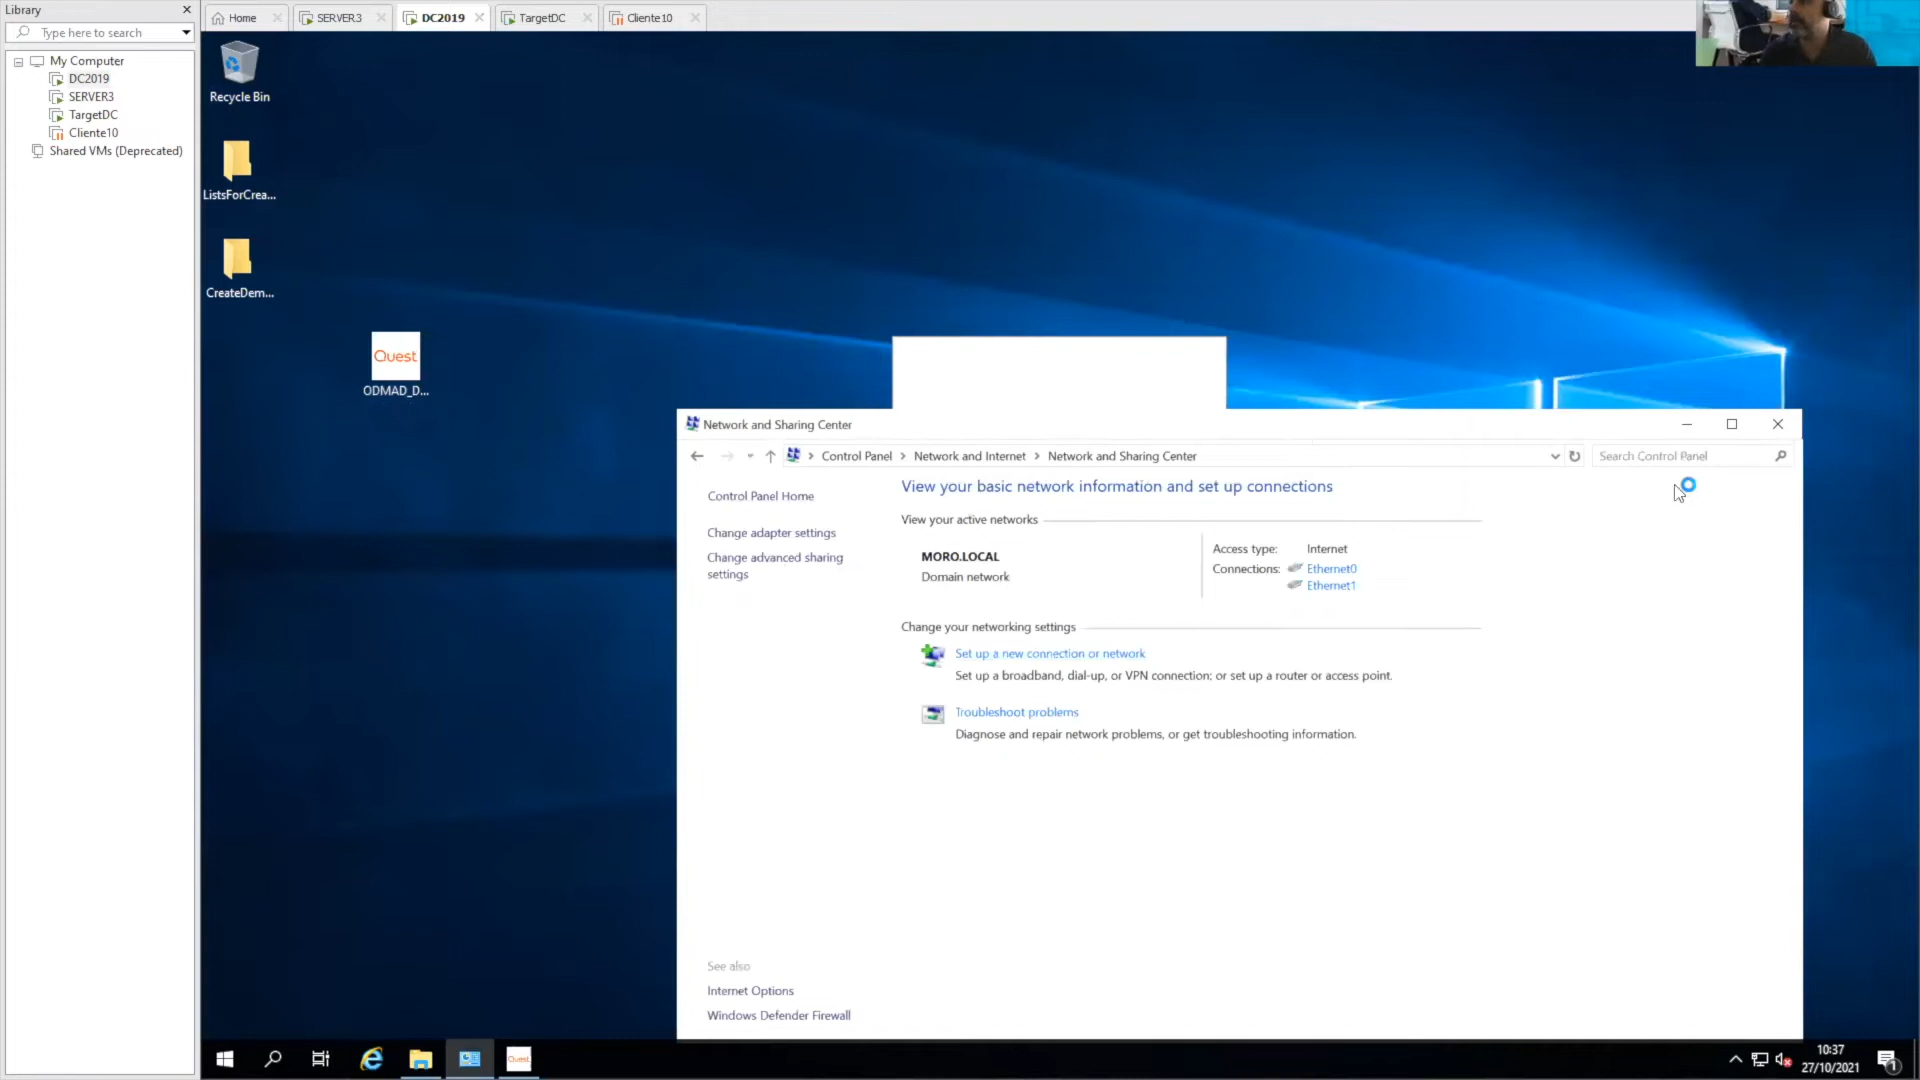 Library
Type here to search
My Computer
DC2019
SERVER3
TargetDC
Cliente10
Shared VMs (Deprecated)
Home
SERVER3
DC2019
TargetDC
Cliente10
Recycle Bin
ListsForCrea...
CreateDem...
Quest
ODMAD_D...
Network and Sharing Center
Control Panel
Network and Internet
Network and Sharing Center
Search Control Panel
Control Panel Home
Change adapter settings
Change advanced sharing
settings
View your basic network information and set up connections
View your active networks
MORO.LOCAL
Domain network
Access type: Internet
Connections: Ethernet0
Ethernet1
Change your networking settings
Set up a new connection or network
Set up a broadband, dial-up, or VPN connection; or set up a router or access point.
Troubleshoot problems
Diagnose and repair network problems, or get troubleshooting information.
See also
Internet Options
Windows Defender Firewall
Quest
10:37
27/10/2021
1